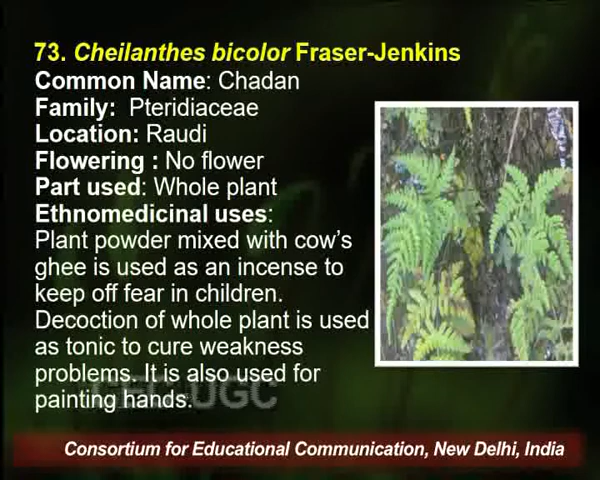 73. Cheilanthes bicolor Fraser-Jenkins
Common Name: Chadan
Family: Pteridiaceae
Location: Raudi
Flowering : No flower
Part used: Whole plant
Ethnomedicinal uses:
Plant powder mixed with cow's
ghee is used as an incense to
keep off fear in children.
Decoction of whole plant is used
as tonic to cure weakness
problems. It is also used for
painting hands.
CEC-UGC
Consortium for Educational Communication, New Delhi, India